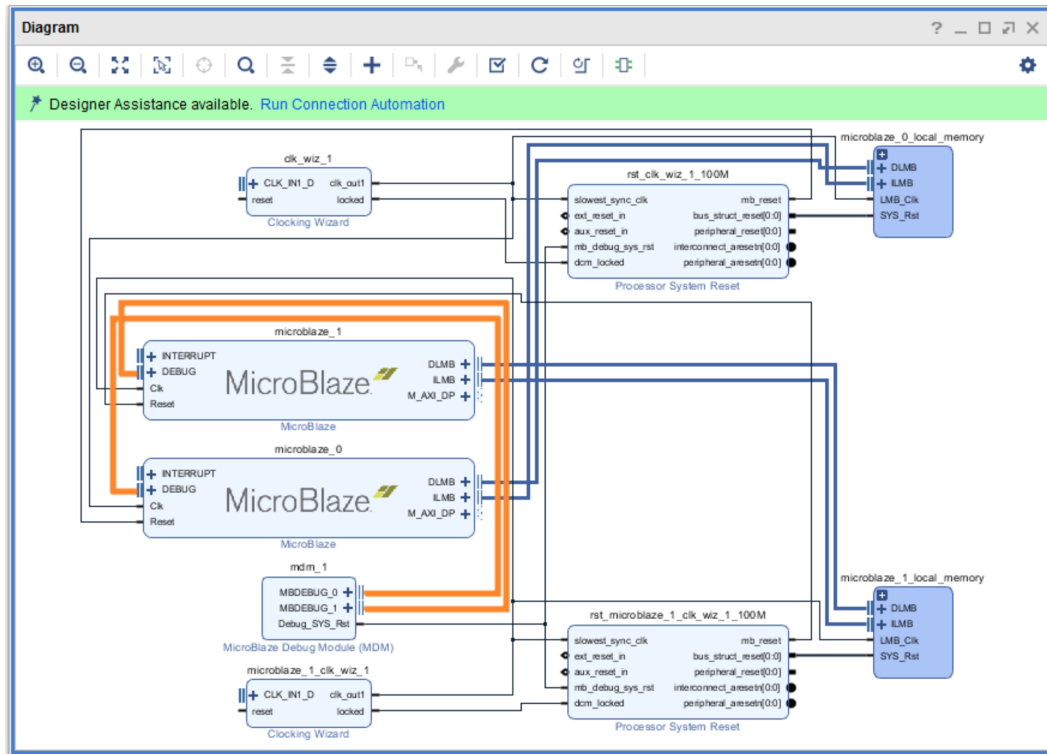 Diagram
Designer Assistance available. Run Connection Automation
microblaze_0_local_memory
DLMB
ILMB
LMB_Clk
SYS_Rst
clk_wiz_1
CLK_IN1_D clk_out1
reset locked
Clocking Wizard
rst_clk_wiz_1_100M
slowest_sync_clk mb_reset
ext_reset_in bus_struct_reset[0:0]
aux_reset_in peripheral_reset[0:0]
mb_debug_sys_rst interconnect_aresetn[0:0]
dcm_locked peripheral_aresetn[0:0]
Processor System Reset
microblaze_1
INTERRUPT
DEBUG
Clk
Reset
MicroBlaze
DLMB
ILMB
M_AXI_DP
MicroBlaze
microblaze_0
INTERRUPT
DEBUG
Clk
Reset
MicroBlaze
DLMB
ILMB
M_AXI_DP
MicroBlaze
mdm_1
MBDEBUG_0
MBDEBUG_1
Debug_SYS_Rst
MicroBlaze Debug Module (MDM)
microblaze_1_local_memory
DLMB
ILMB
LMB_Clk
SYS_Rst
rst_microblaze_1_clk_wiz_1_100M
slowest_sync_clk mb_reset
ext_reset_in bus_struct_reset[0:0]
aux_reset_in peripheral_reset[0:0]
mb_debug_sys_rst interconnect_aresetn[0:0]
dcm_locked peripheral_aresetn[0:0]
Processor System Reset
microblaze_1_clk_wiz_1
CLK_IN1_D clk_out1
reset locked
Clocking Wizard